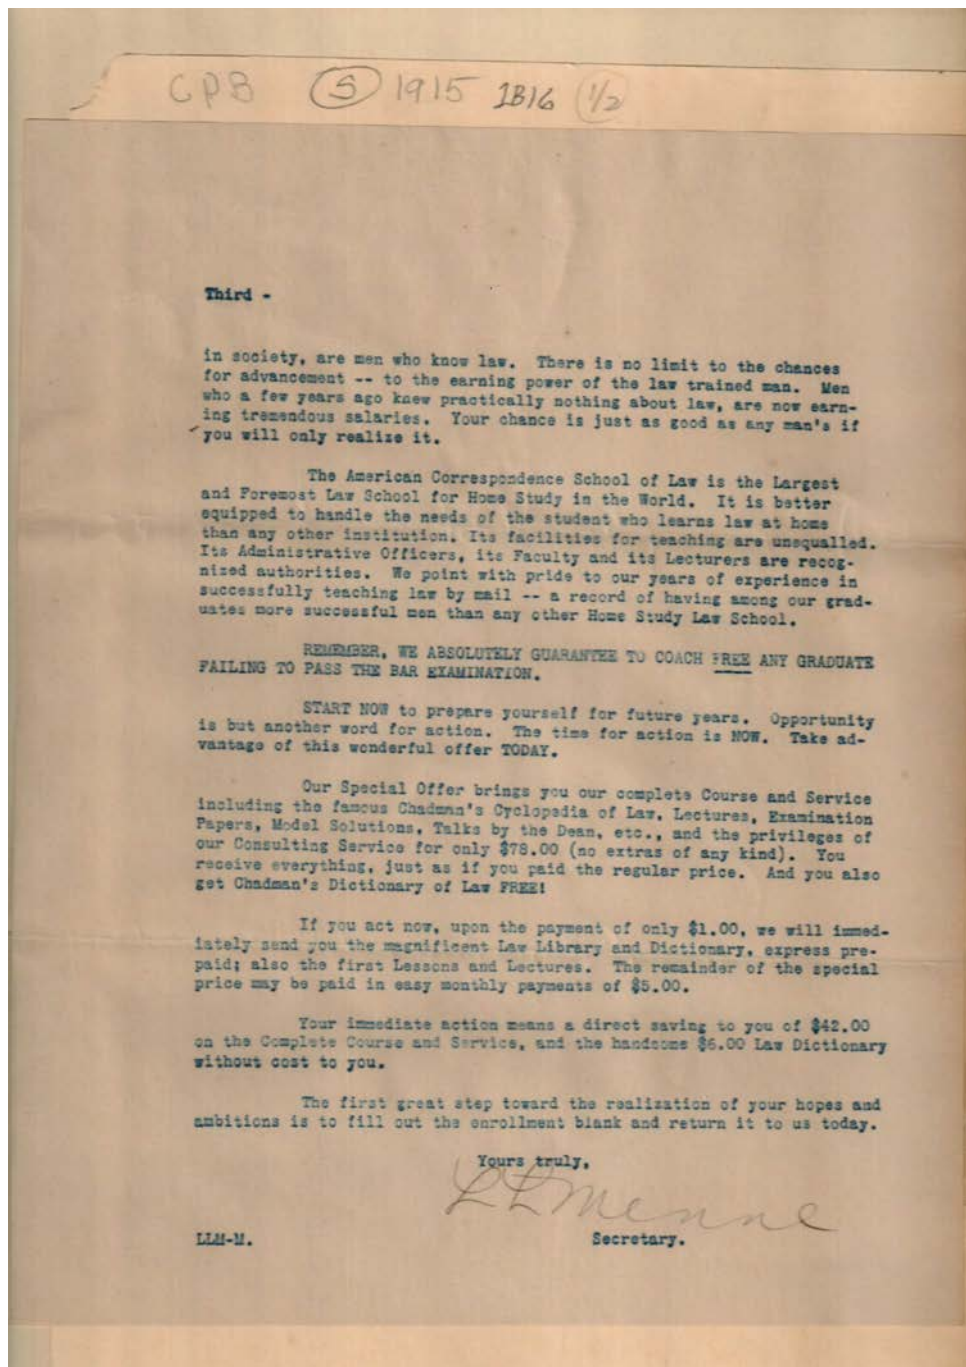 CPB (S) 1915 1B16 (1/2)
Third -
in society, are men who know law. There is no limit to the chances
for advancement -- to the earning power of the law trained man. Men
who a few years ago knew practically nothing about law, are now earn-
ing tremendous salaries. Your chance is just as good as any man's if
you will only realize it.
The American Correspondence School of Law is the Largest
and Foremost Law School for Home Study in the World. It is better
equipped to handle the needs of the student who learns law at home
than any other institution. Its facilities for teaching are unequalled.
Its Administrative Officers, its Faculty and its Lecturers are recog-
nized authorities. We point with pride to our years of experience in
successfully teaching law by mail -- a record of having among our grad-
uates more successful men than any other Home Study Law School.
REMEMBER, WE ABSOLUTELY GUARANTEE TO COACH FREE ANY GRADUATE
FAILING TO PASS THE BAR EXAMINATION.
START NOW to prepare yourself for future years. Opportunity
is but another word for action. The time for action is NOW. Take ad-
vantage of this wonderful offer TODAY.
Our Special Offer brings you our complete Course and Service
including the famous Chadman's Cyclopedia of Law, Lectures, Examination
Papers, Model Solutions, Talks by the Dean, etc., and the privileges of
our Consulting Service for only $78.00 (no extras of any kind). You
receive everything, just as if you paid the regular price. And you also
get Chadman's Dictionary of Law FREE!
If you act now, upon the payment of only $1.00, we will immed-
iately send you the magnificent Law Library and Dictionary, express pre-
paid; also the first Lessons and Lectures. The remainder of the special
price may be paid in easy monthly payments of $5.00.
Your immediate action means a direct saving to you of $42.00
on the Complete Course and Service, and the handsome $6.00 Law Dictionary
without cost to you.
The first great step toward the realization of your hopes and
ambitions is to fill out the enrollment blank and return it to us today.
Yours truly,
LLMenne
LLM-M. Secretary.